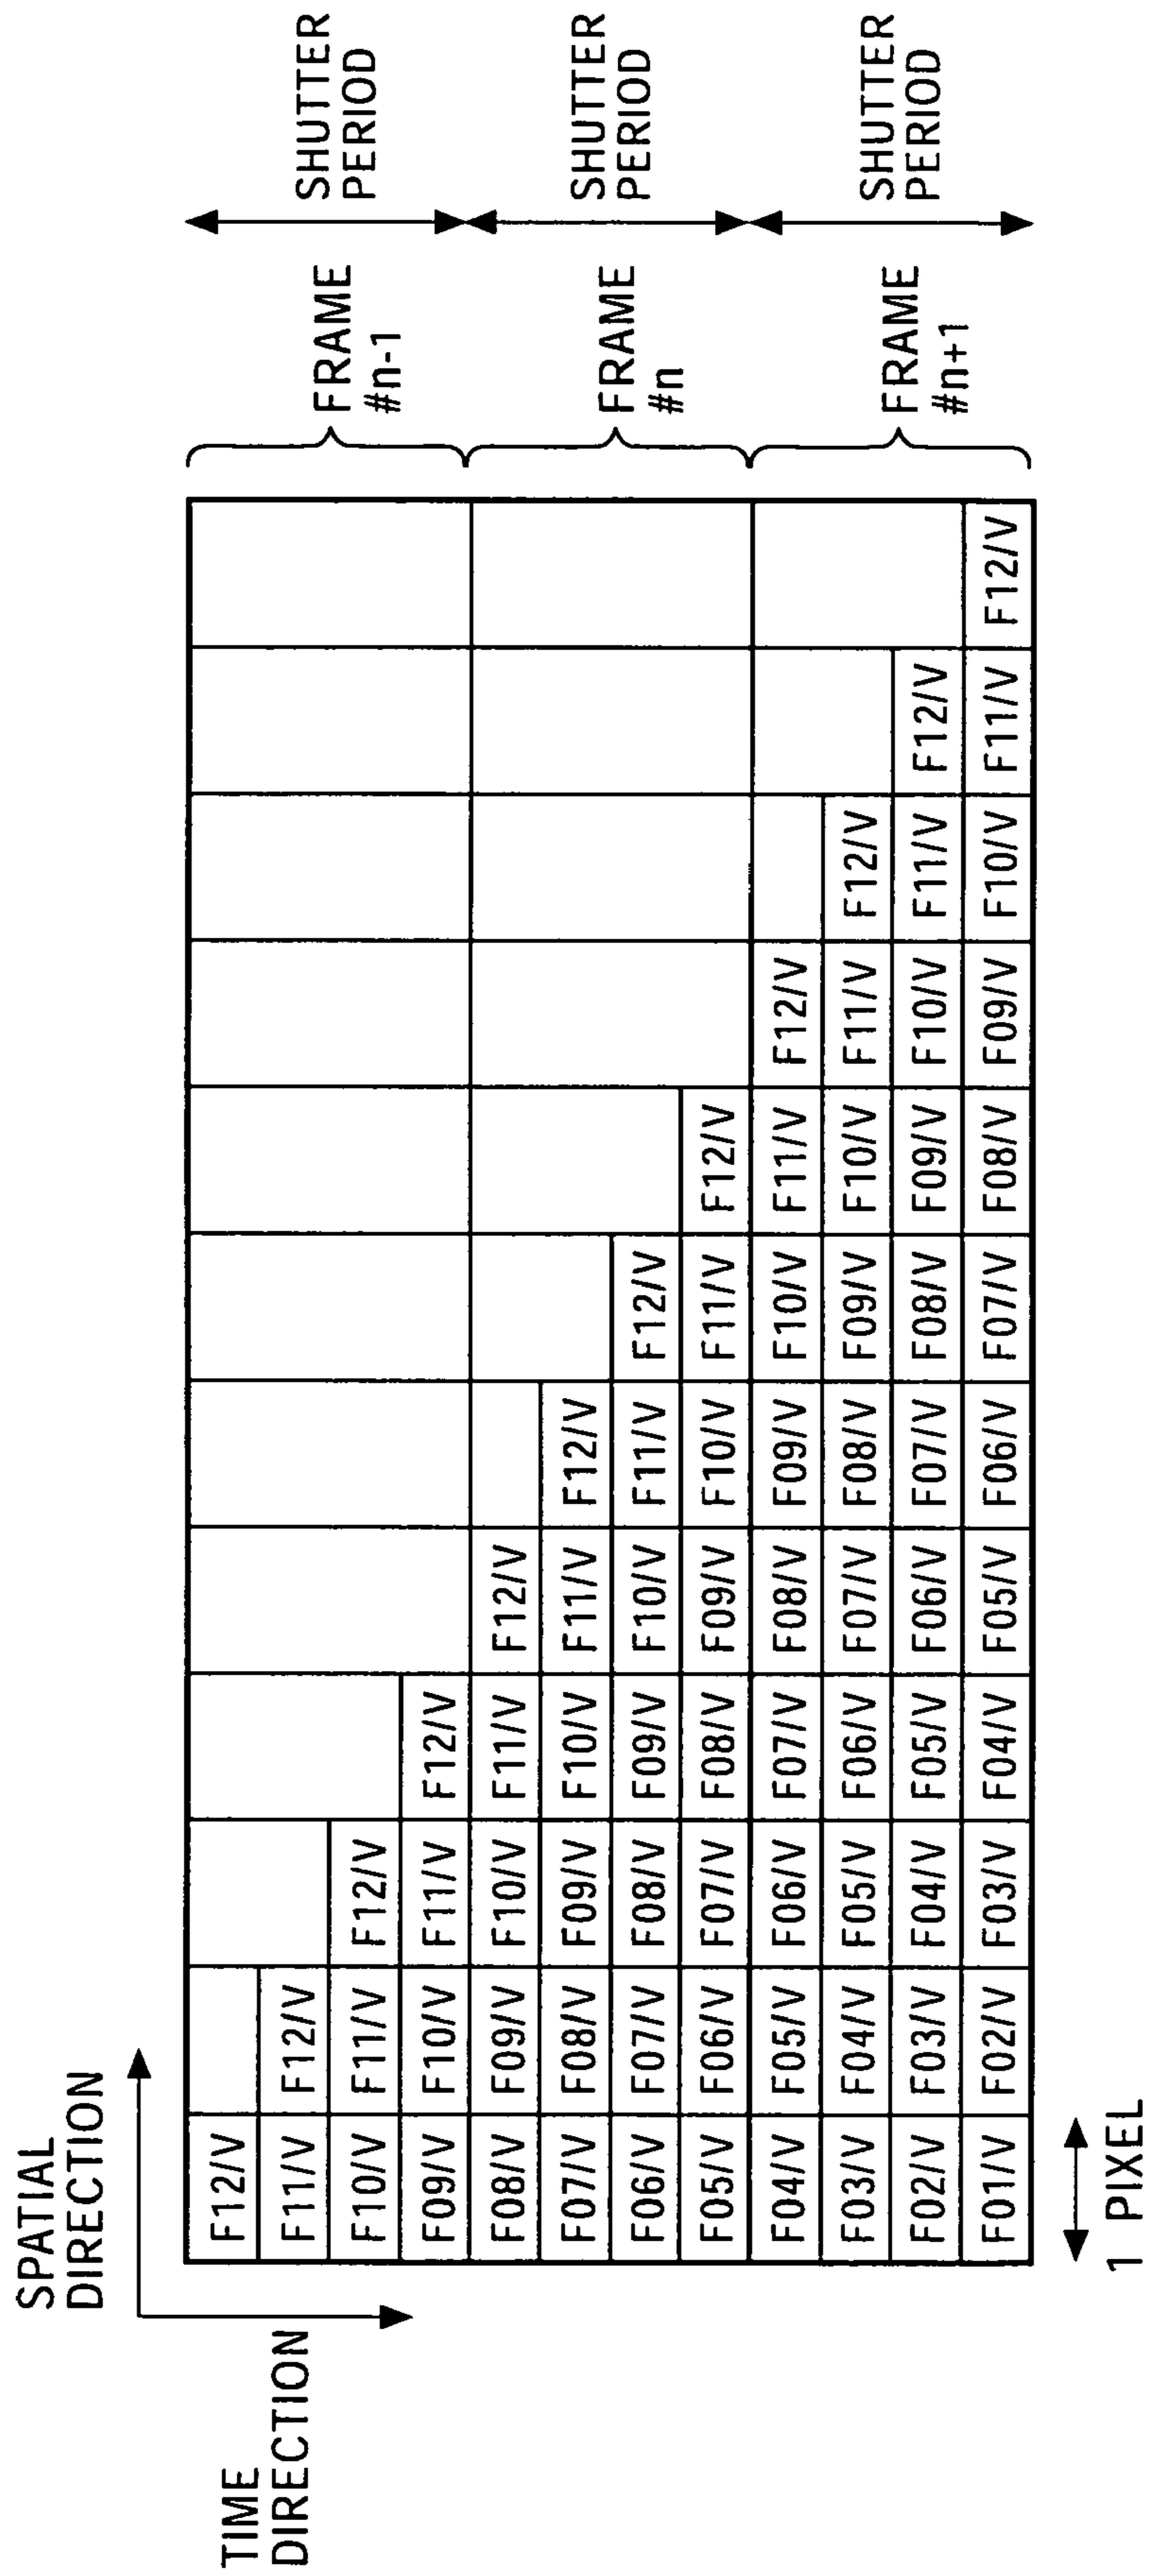 SPATIAL
DIRECTION
TIME
DIRECTION
F12/V
F11/V F12/V
F10/V F11/V F12/V
F09/V F10/V F11/V F12/V
FRAME
#n-1
SHUTTER
PERIOD
F08/V F09/V F10/V F11/V F12/V
F07/V F08/V F09/V F10/V F11/V F12/V
F06/V F07/V F08/V F09/V F10/V F11/V F12/V
F05/V F06/V F07/V F08/V F09/V F10/V F11/V F12/V
FRAME
#n
SHUTTER
PERIOD
F04/V F05/V F06/V F07/V F08/V F09/V F10/V F11/V F12/V
F03/V F04/V F05/V F06/V F07/V F08/V F09/V F10/V F11/V F12/V
F02/V F03/V F04/V F05/V F06/V F07/V F08/V F09/V F10/V F11/V F12/V
F01/V F02/V F03/V F04/V F05/V F06/V F07/V F08/V F09/V F10/V F11/V F12/V
FRAME
#n+1
SHUTTER
PERIOD
1 PIXEL